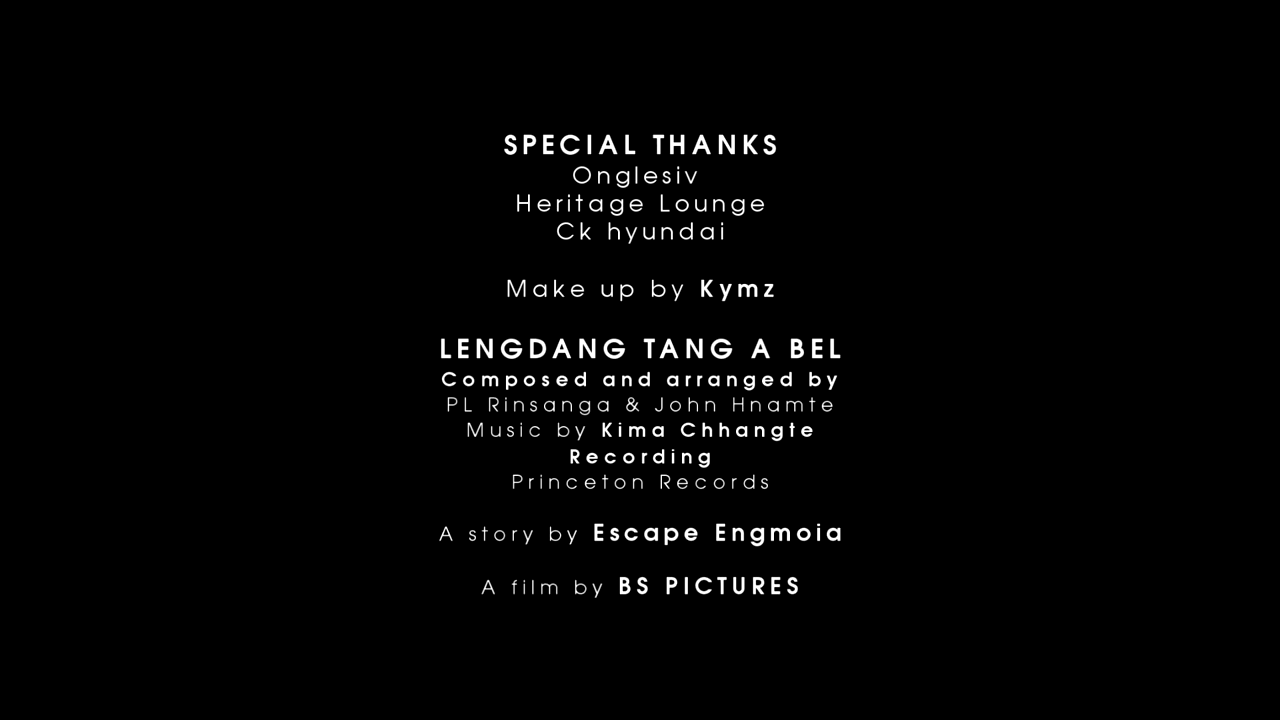 SPECIAL THANKS
Onglesiv
Heritage Lounge
Ck hyundai
Make up by Kymz
LENGDANG TANG A BEL
Composed and arranged by
PL Rinsanga & John Hnamte
Music by Kima Chhangte
Recording
Princeton Records
A story by Escape Engmoia
A film by BS PICTURES